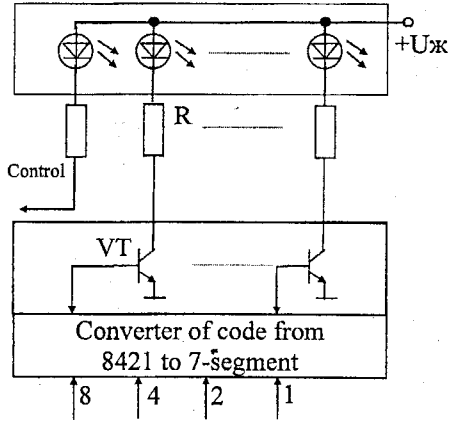 +Uж
R
Control
VT
Converter of code from
8421 to 7-segment
8 4 2 1